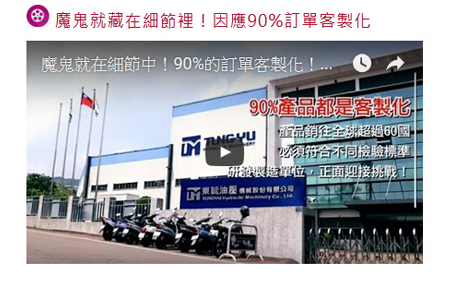 魔鬼就藏在細節裡！因應90%訂單客製化
魔鬼就在細節中！90%的訂單客製化！...
90%產品都是客製化
產品銷往全球超過60國
必須符合不同檢驗標準
研發製造單位，正面迎接挑戰！
TUNG YU
東毓油壓機械股份有限公司
TUNGYU Hydraulic Machinery Co., Ltd.